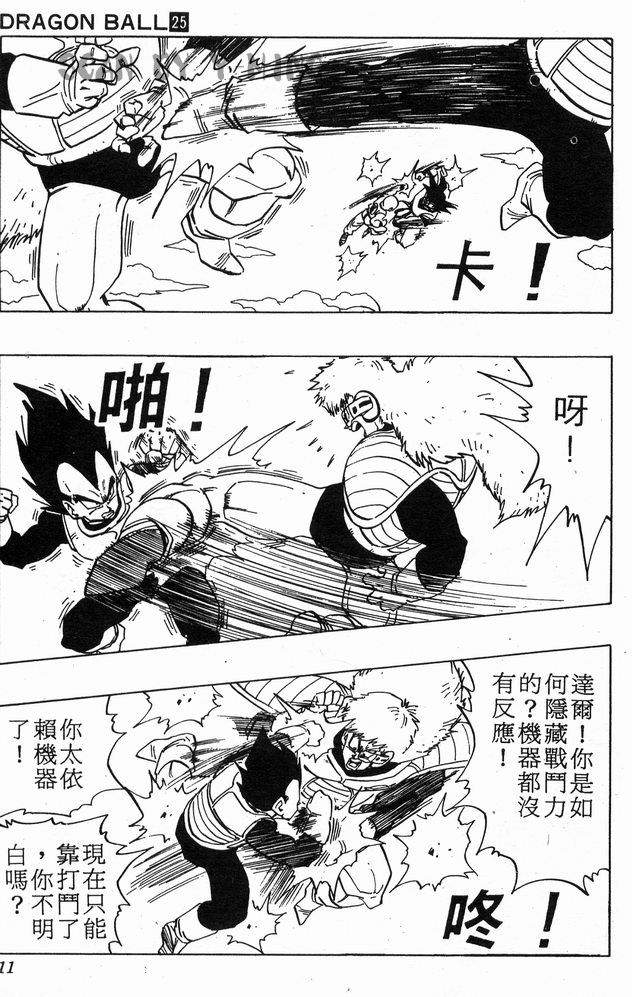 DRAGON BALL 25
卡！
呀！
啪！
達爾！你是如
何隱藏戰鬥力
的？機器都沒
有反應！
你太依
賴機器
了！
現在只能
靠打鬥了
，你不明
白嗎？
咚！
11